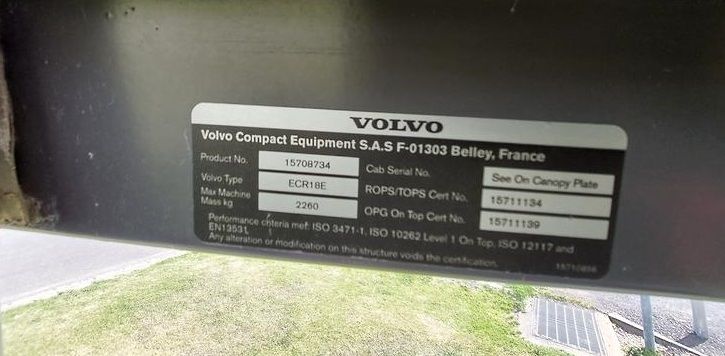 VOLVO
Volvo Compact Equipment S.A.S F-01303 Belley, France
Product No. 15708734 Cab Serial No. See On Canopy Plate
Volvo Type ECR18E ROPS/TOPS Cert No. 15711134
Max Machine Mass kg 2260 OPG On Top Cert No. 15711139
Performance criteria met: ISO 3471-1, ISO 10262 Level 1 On Top, ISO 12117 and
EN13531,
Any alteration or modification on this structure voids the certification.